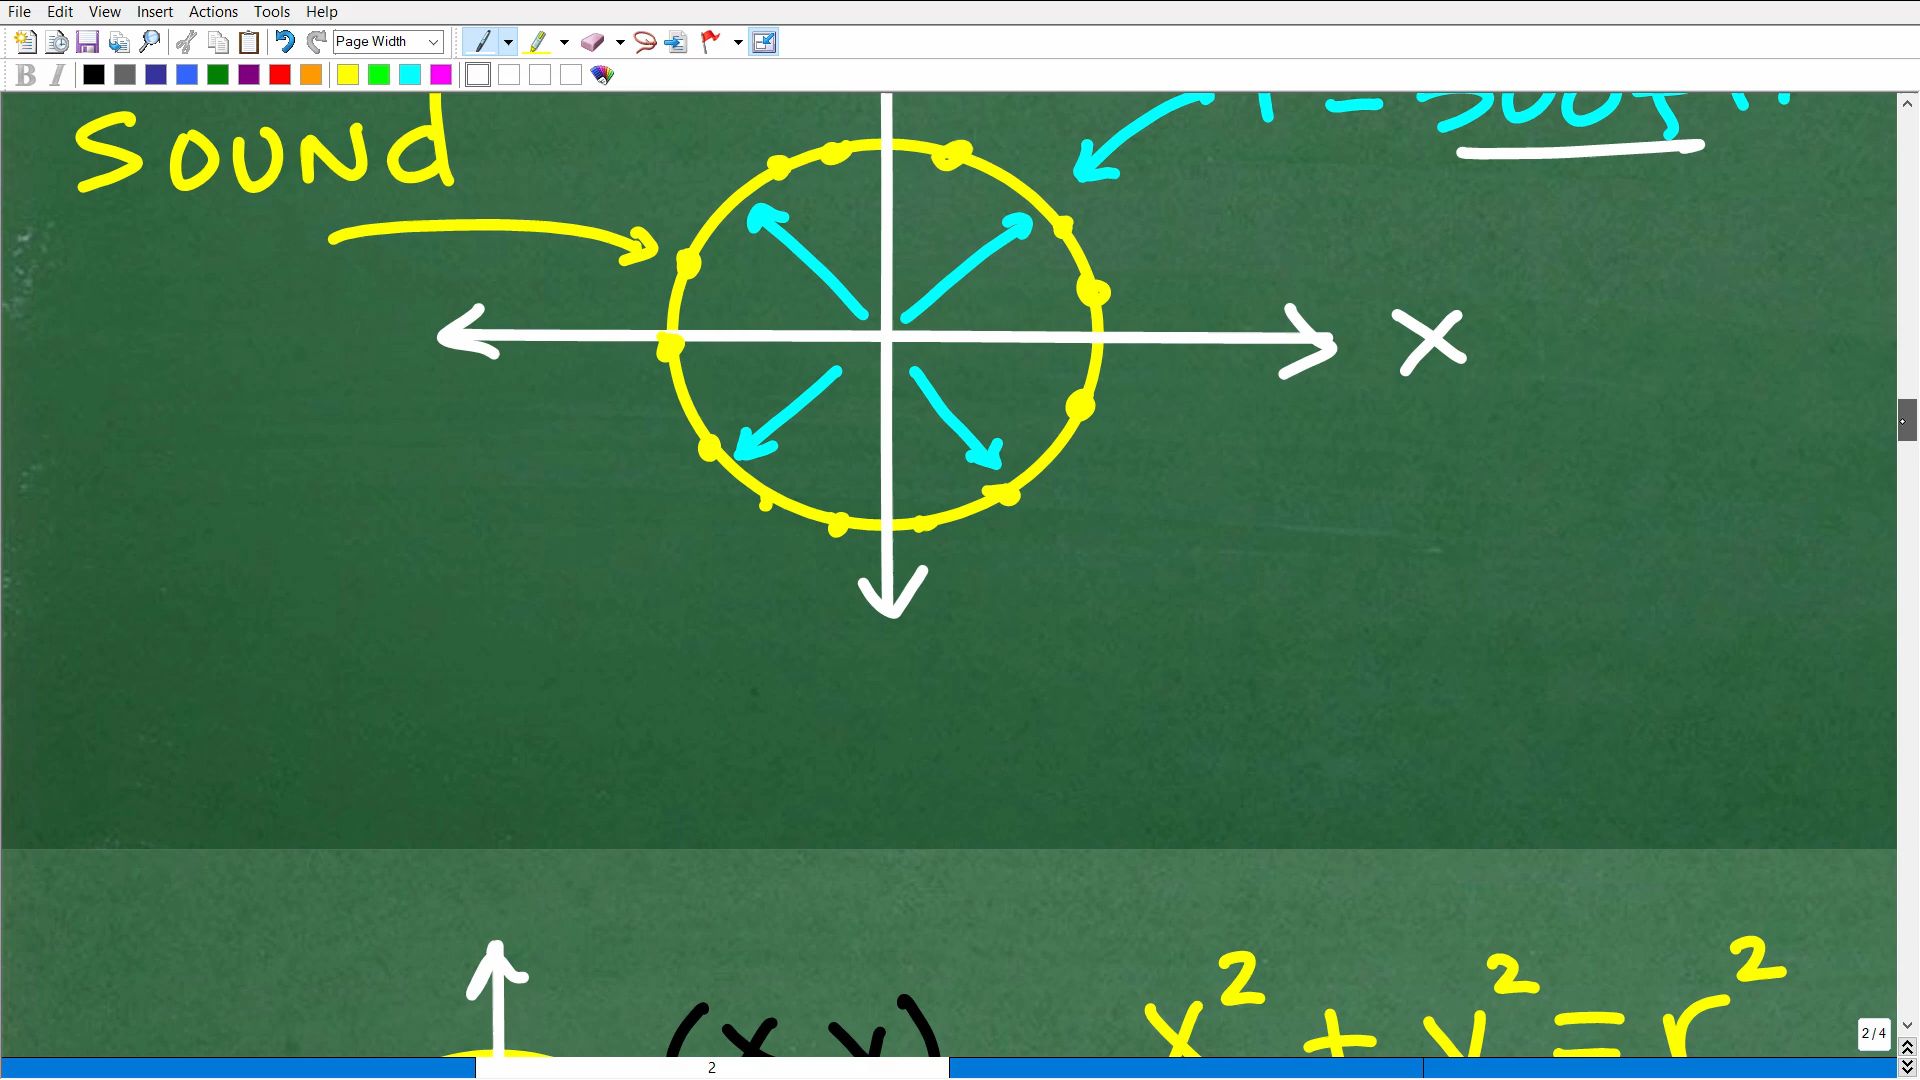 File Edit View Insert Actions Tools Help
Page Width
B I
Sound
x
(x y)
x² + y² = r²
2 / 4
2